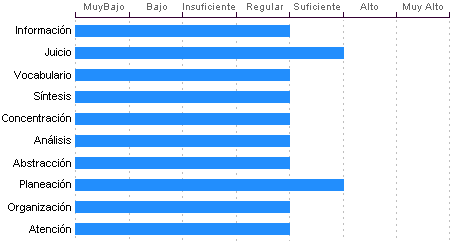 MuyBajo Bajo Insuficiente Regular Suficiente Alto Muy Alto
Información
Juicio
Vocabulario
Síntesis
Concentración
Análisis
Abstracción
Planeación
Organización
Atención